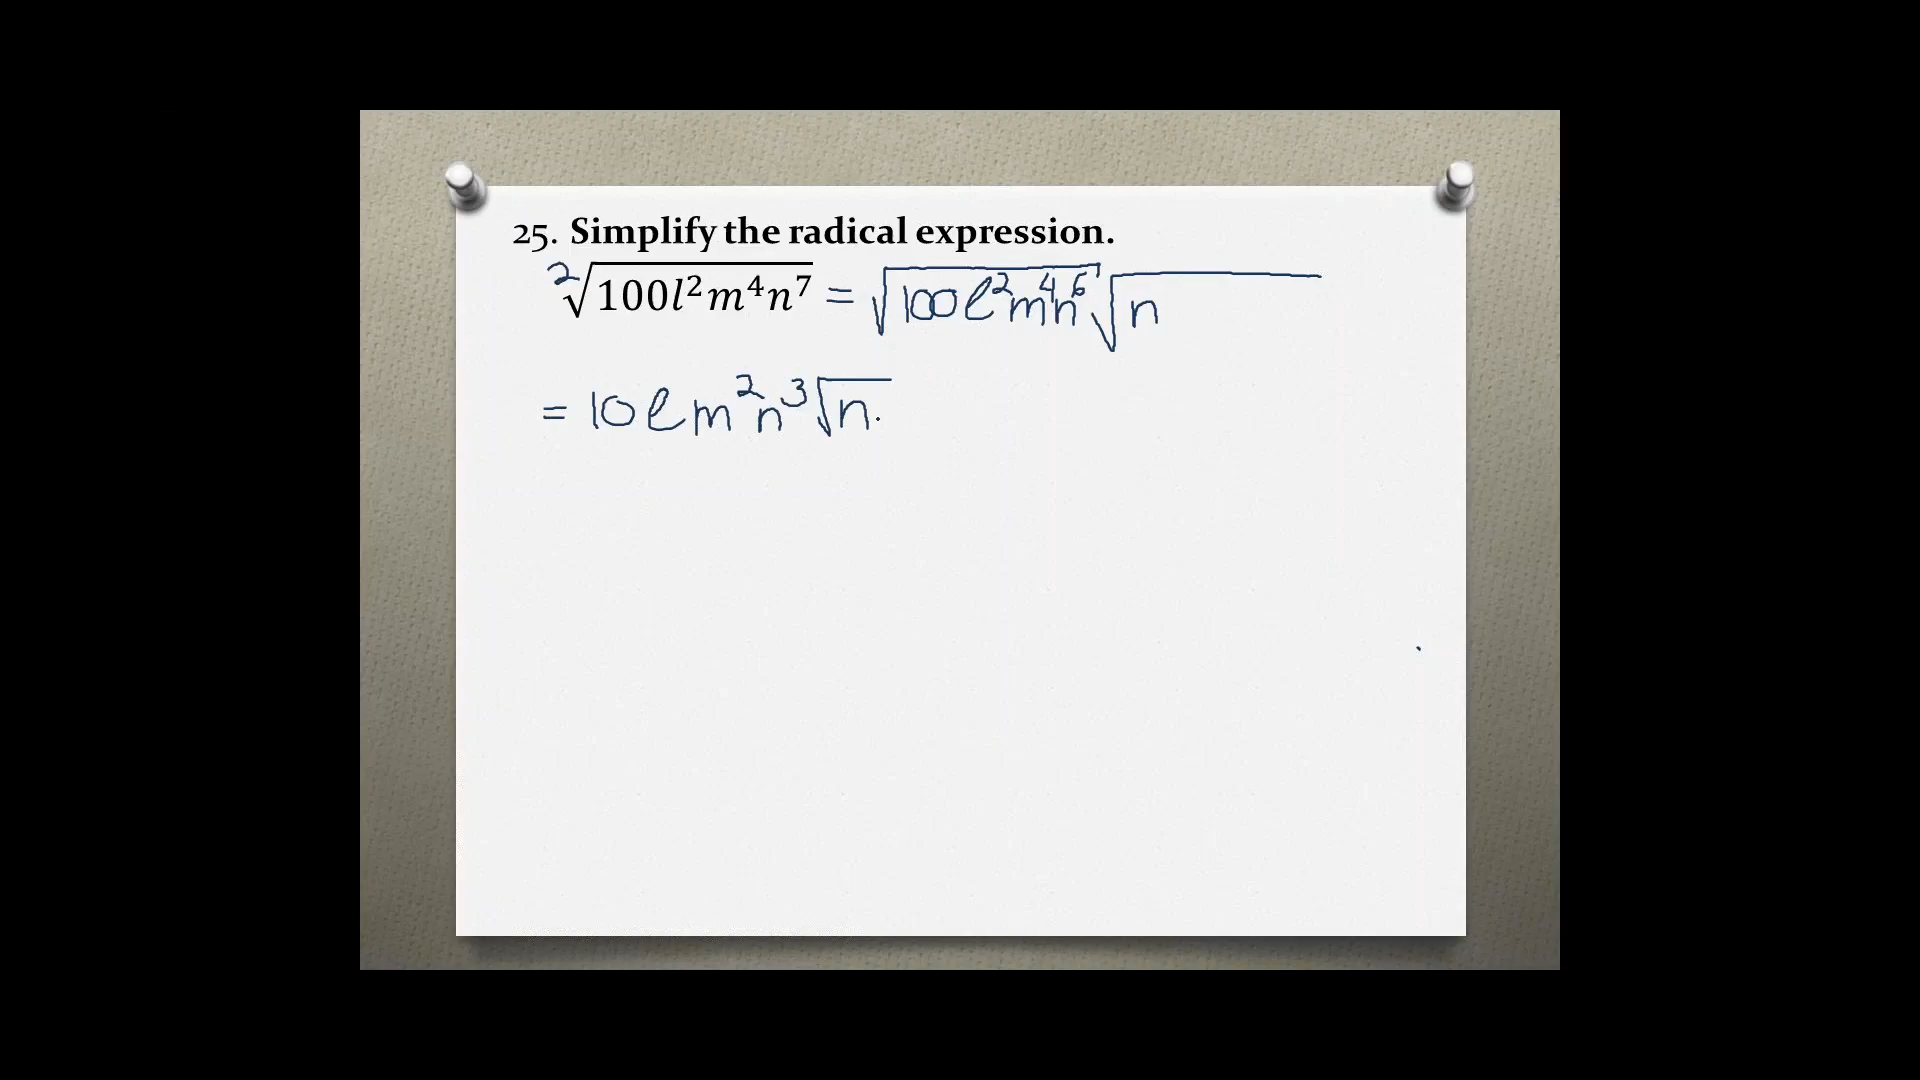 25. Simplify the radical expression.
²√(100l²m⁴n⁷) = √(100l²m⁴n⁶) √n
= 10lm²n³√n.